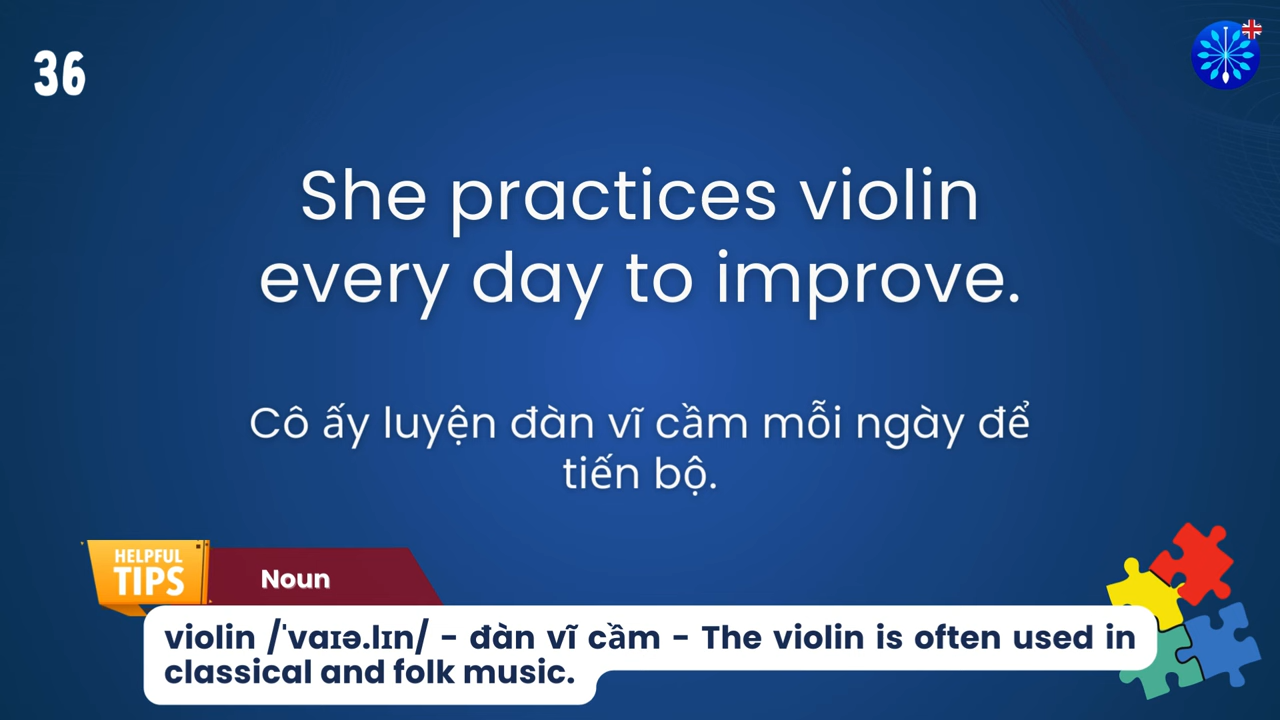 36
She practices violin
every day to improve.
Cô ấy luyện đàn vĩ cầm mỗi ngày để
tiến bộ.
HELPFUL
TIPS
Noun
violin /ˈvaɪə.lɪn/ - đàn vĩ cầm - The violin is often used in
classical and folk music.